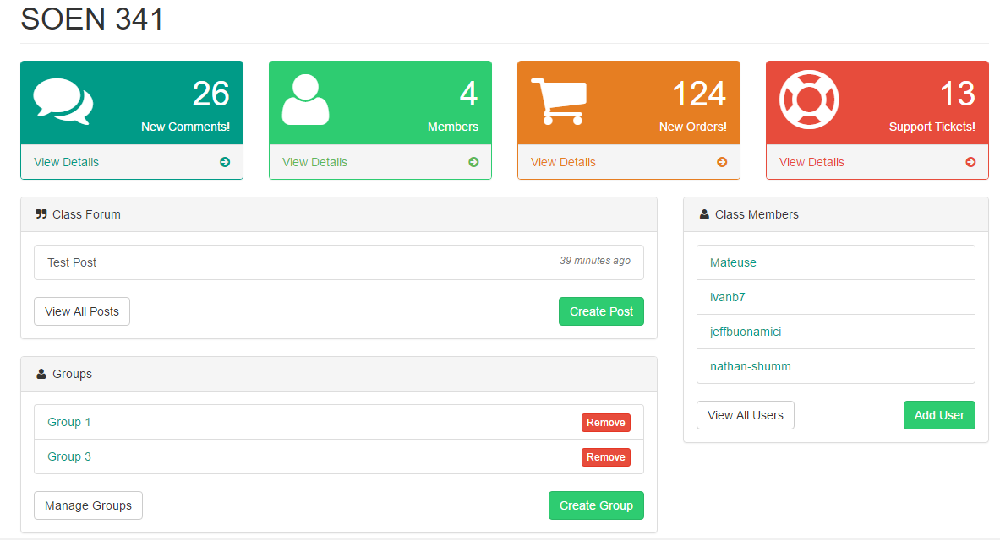 SOEN 341
26
New Comments!
View Details
4
Members
View Details
124
New Orders!
View Details
13
Support Tickets!
View Details
Class Forum
Test Post
39 minutes ago
View All Posts
Create Post
Groups
Group 1
Remove
Group 3
Remove
Manage Groups
Create Group
Class Members
Mateuse
ivanb7
jeffbuonamici
nathan-shumm
View All Users
Add User